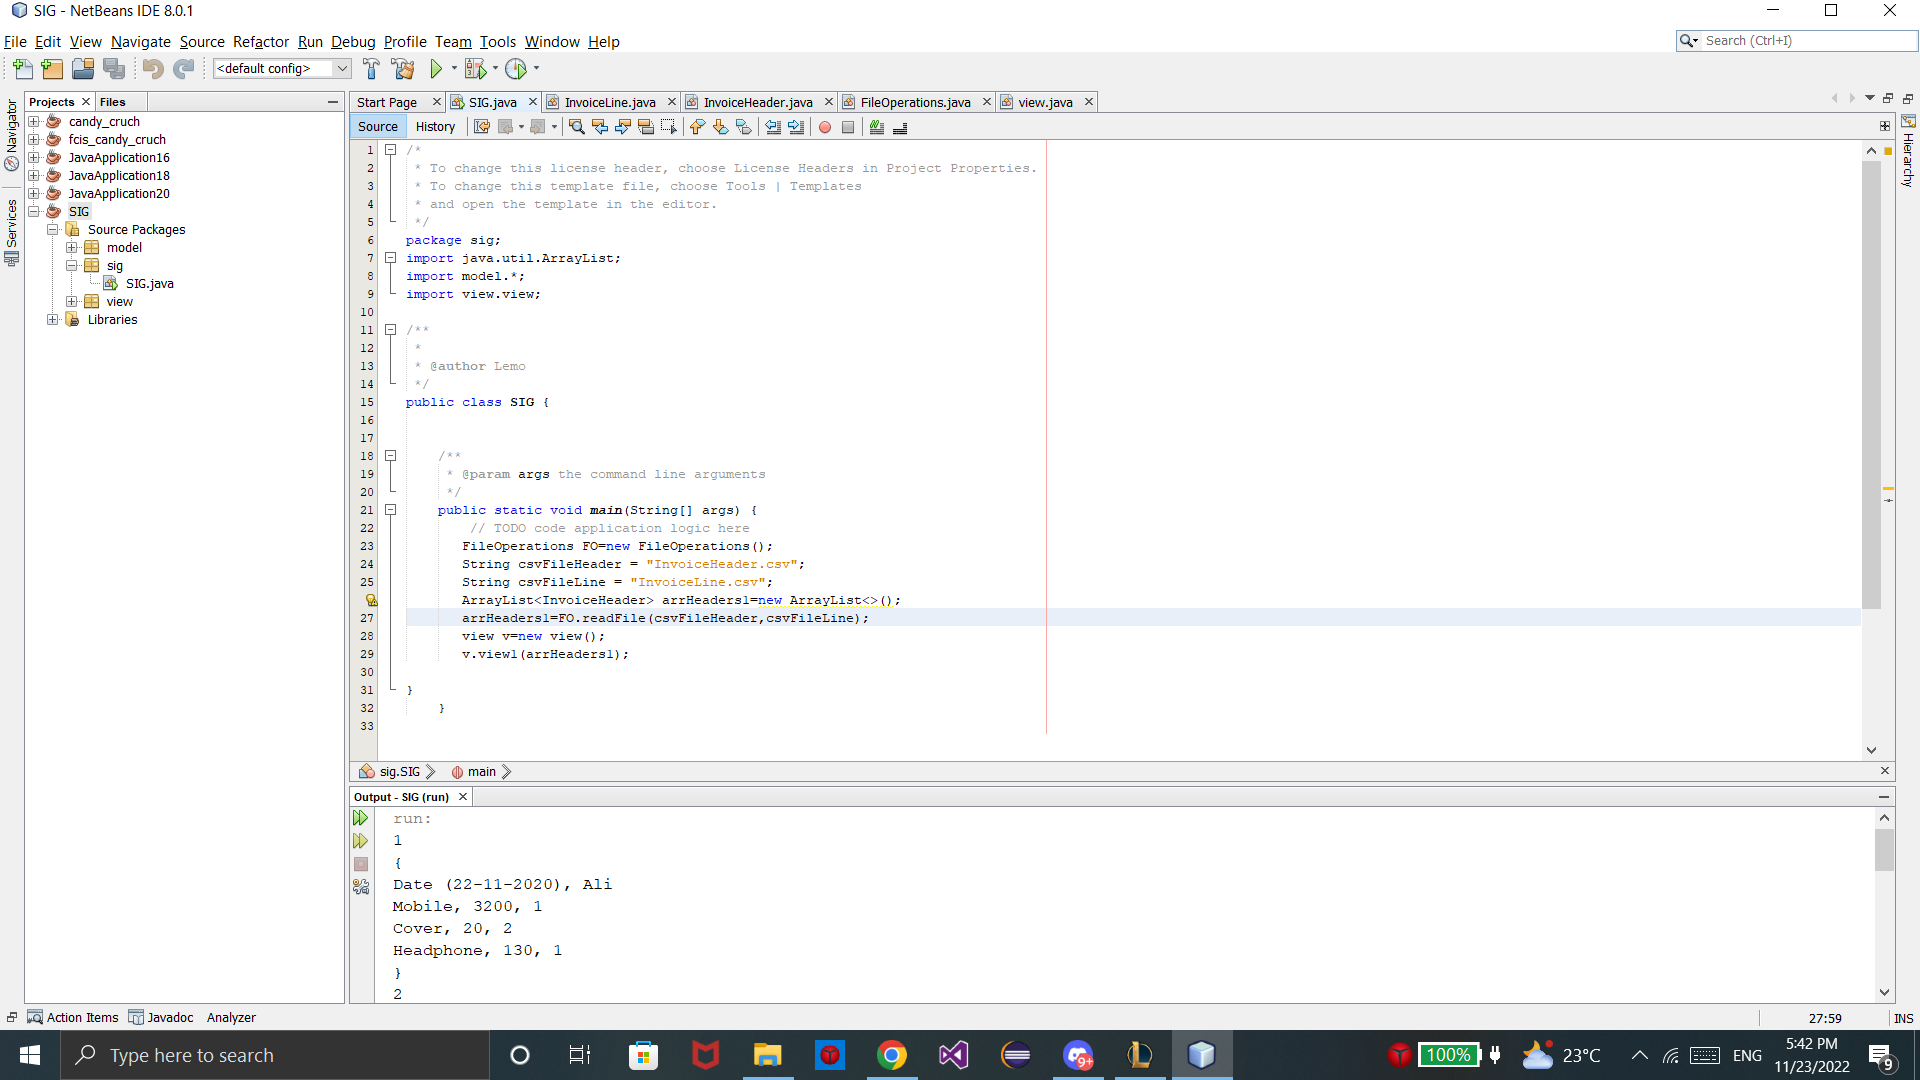 SIG - NetBeans IDE 8.0.1
File Edit View Navigate Source Refactor Run Debug Profile Team Tools Window Help
Search (Ctrl+I)
<default config>
Navigator
Services
Projects Files
candy_cruch
fcis_candy_cruch
JavaApplication16
JavaApplication18
JavaApplication20
SIG
Source Packages
model
sig
SIG.java
view
Libraries
Start Page SIG.java InvoiceLine.java InvoiceHeader.java FileOperations.java view.java
Source History
Hierarchy
1 /*
2 * To change this license header, choose License Headers in Project Properties.
3 * To change this template file, choose Tools | Templates
4 * and open the template in the editor.
5 */
6 package sig;
7 import java.util.ArrayList;
8 import model.*;
9 import view.view;
10
11 /**
12 *
13 * @author Lemo
14 */
15 public class SIG {
16
17
18 /**
19 * @param args the command line arguments
20 */
21 public static void main(String[] args) {
22 // TODO code application logic here
23 FileOperations FO=new FileOperations();
24 String csvFileHeader = "InvoiceHeader.csv";
25 String csvFileLine = "InvoiceLine.csv";
ArrayList<InvoiceHeader> arrHeaders1=new ArrayList<>();
27 arrHeaders1=FO.readFile(csvFileHeader,csvFileLine);
28 view v=new view();
29 v.view1(arrHeaders1);
30
31 }
32 }
33
sig.SIG main
Output - SIG (run)
run:
1
{
Date (22-11-2020), Ali
Mobile, 3200, 1
Cover, 20, 2
Headphone, 130, 1
}
2
Action Items Javadoc Analyzer
27:59 INS
Type here to search
9+
100%
23°C
ENG
5:42 PM
11/23/2022
9